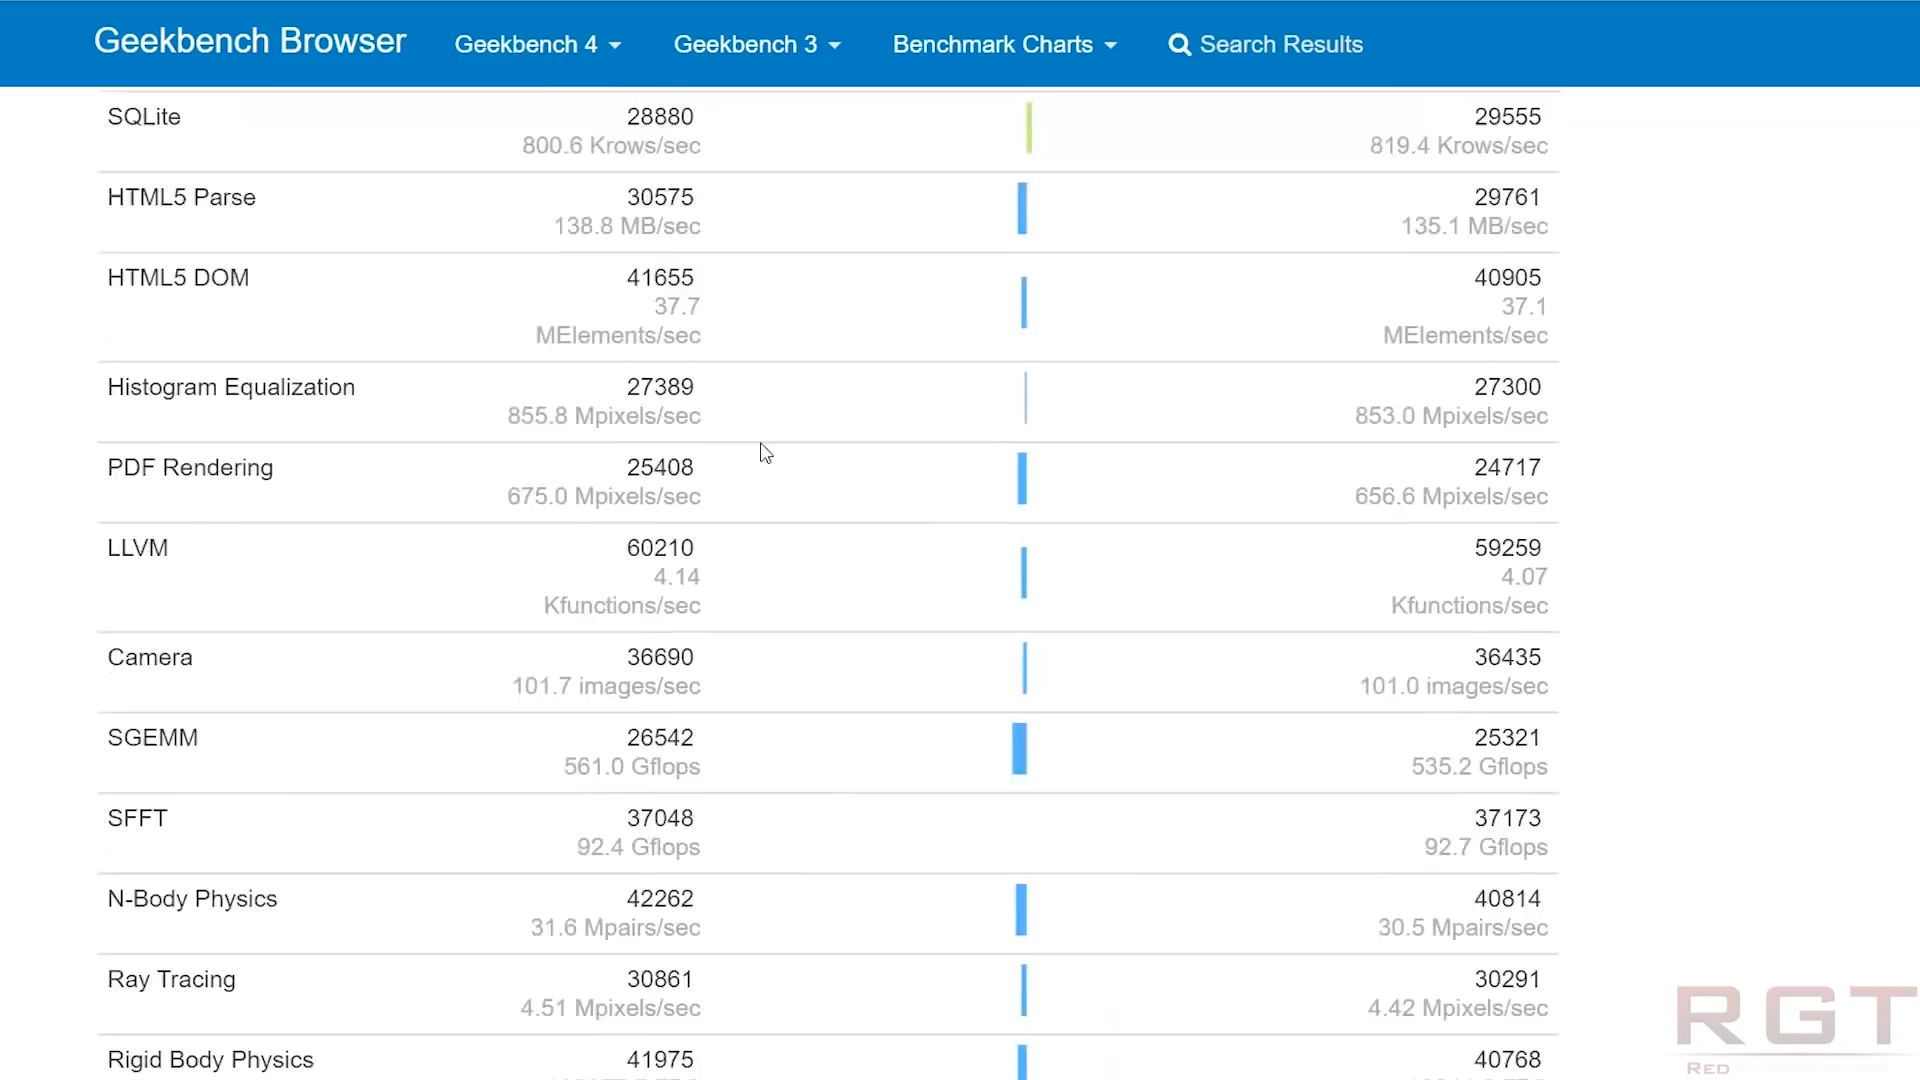 Geekbench Browser Geekbench 4 Geekbench 3 Benchmark Charts Search Results
SQLite 28880 29555
800.6 Krows/sec 819.4 Krows/sec
HTML5 Parse 30575 29761
138.8 MB/sec 135.1 MB/sec
HTML5 DOM 41655 40905
37.7 37.1
MElements/sec MElements/sec
Histogram Equalization 27389 27300
855.8 Mpixels/sec 853.0 Mpixels/sec
PDF Rendering 25408 24717
675.0 Mpixels/sec 656.6 Mpixels/sec
LLVM 60210 59259
4.14 4.07
Kfunctions/sec Kfunctions/sec
Camera 36690 36435
101.7 images/sec 101.0 images/sec
SGEMM 26542 25321
561.0 Gflops 535.2 Gflops
SFFT 37048 37173
92.4 Gflops 92.7 Gflops
N-Body Physics 42262 40814
31.6 Mpairs/sec 30.5 Mpairs/sec
Ray Tracing 30861 30291
4.51 Mpixels/sec 4.42 Mpixels/sec
Rigid Body Physics 41975 40768
RGT
RED